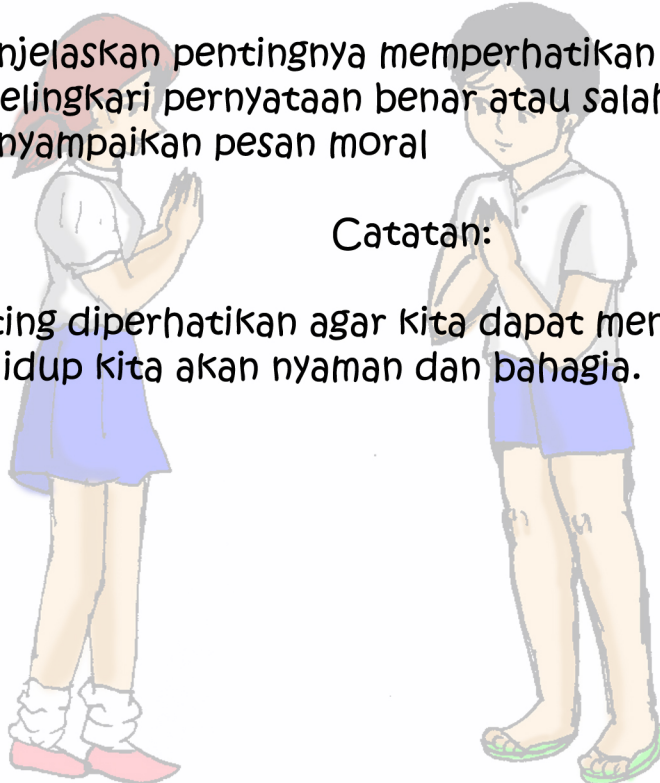 njelaskan pentingnya memperhatikan
elingkari pernyataan benar atau salah
nyampaikan pesan moral
Catatan:
ting diperhatikan agar kita dapat men
idup kita akan nyaman dan bahagia.